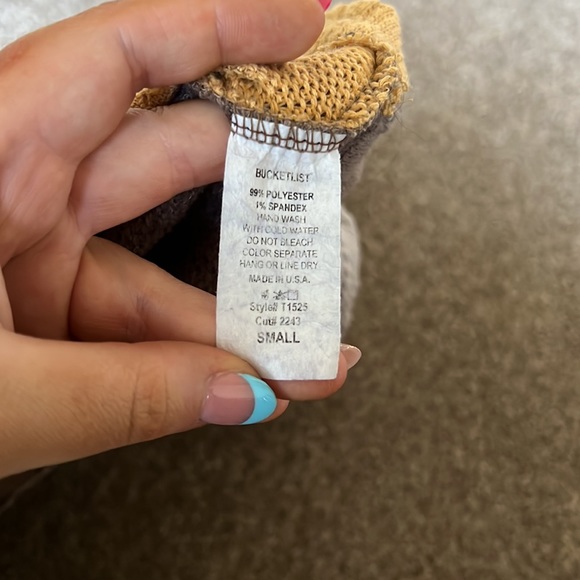 BUCKETLIST
99% POLYESTER
1% SPANDEX
HAND WASH
WITH COLD WATER
DO NOT BLEACH
COLOR SEPARATE
HANG OR LINE DRY
MADE IN U.S.A.
Style# T1525
Cut# 2243
SMALL